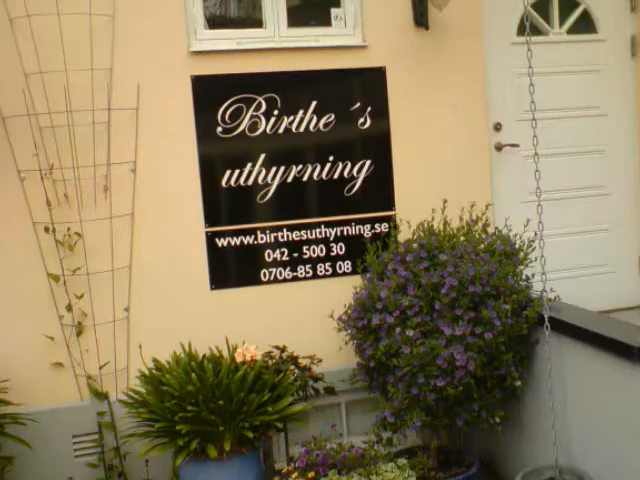 Birthe ´s
uthyrning
www.birthesuthyrning.se
042 - 500 30
0706-85 85 08